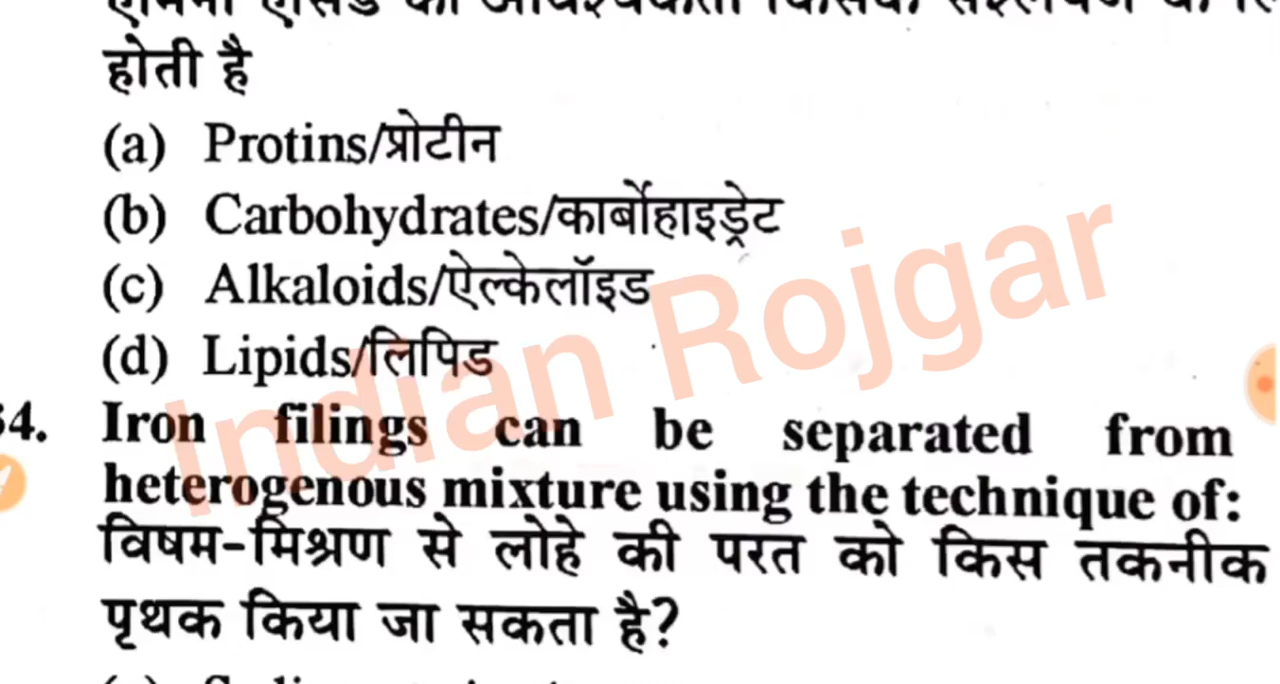 होती है
(a) Protins/प्रोटीन
(b) Carbohydrates/कार्बोहाइड्रेट
(c) Alkaloids/ऐल्केलॉइड
(d) Lipids/लिपिड
Indian Rojgar
34. Iron filings can be separated from
heterogenous mixture using the technique of:
विषम-मिश्रण से लोहे की परत को किस तकनीक
पृथक किया जा सकता है?